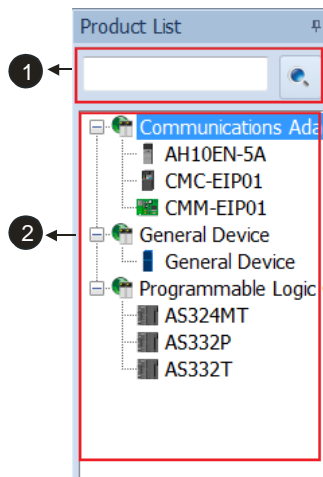 Product List
1
Communications Ada
AH10EN-5A
CMC-EIP01
CMM-EIP01
2
General Device
General Device
Programmable Logic
AS324MT
AS332P
AS332T